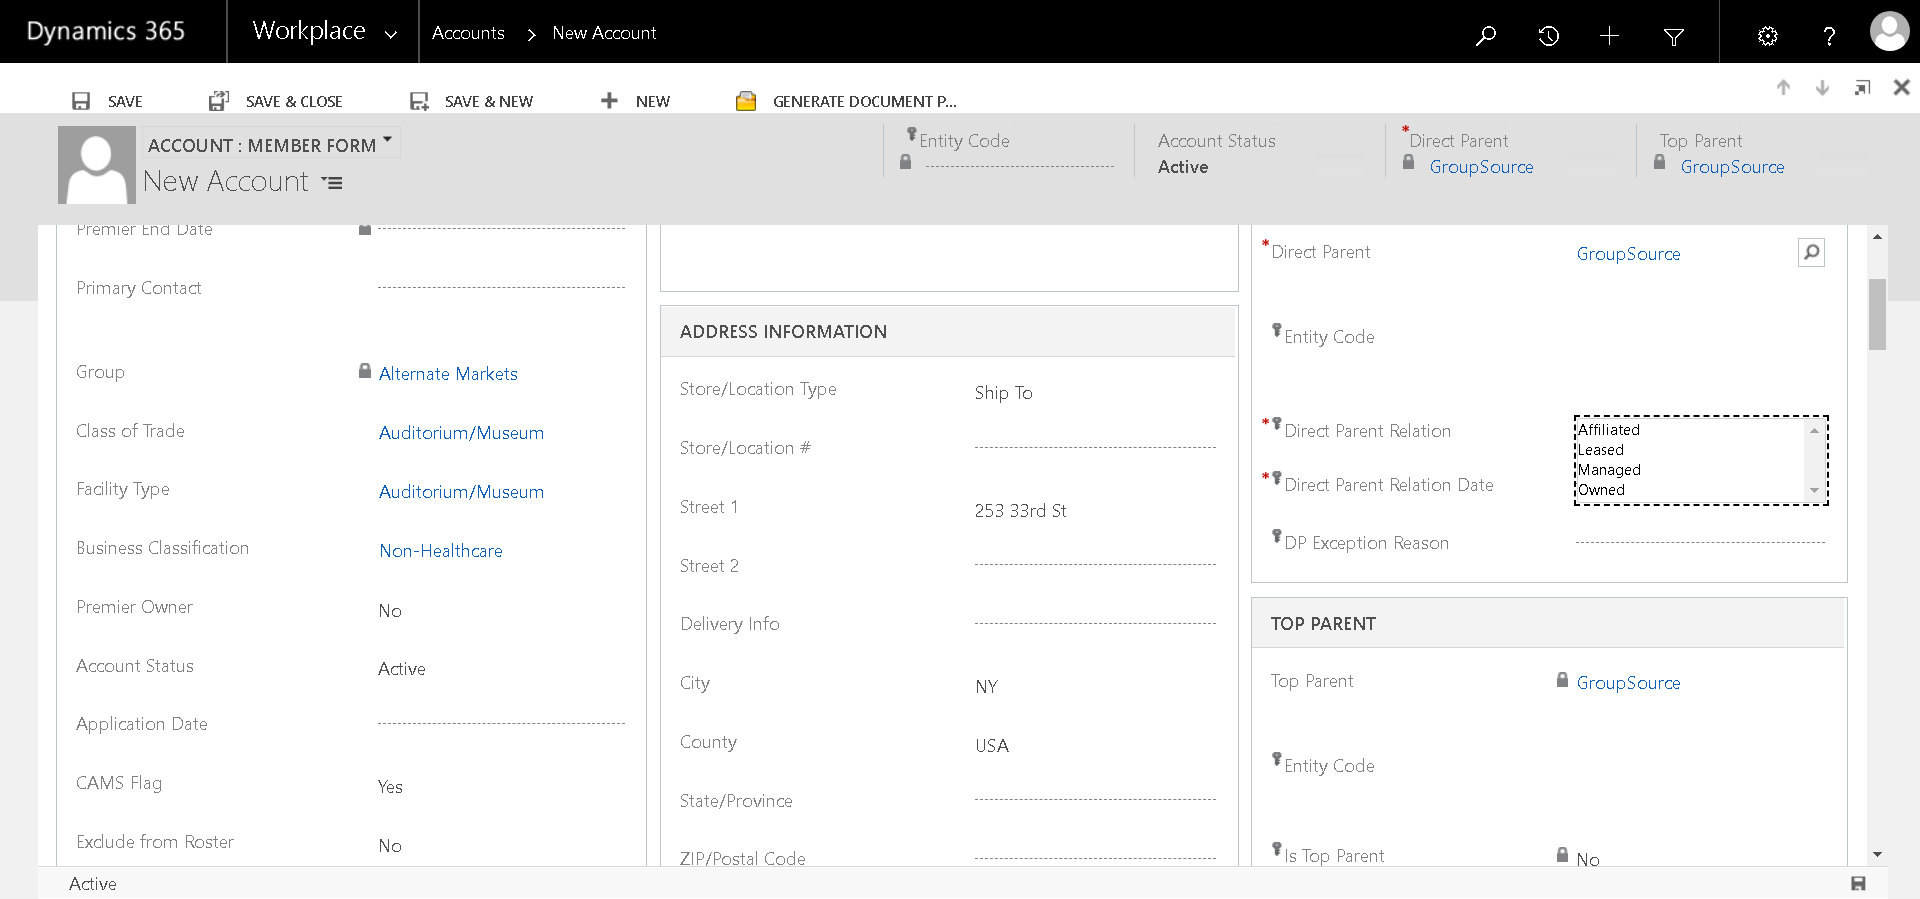 Dynamics 365
Workplace
Accounts > New Account
?
SAVE
SAVE & CLOSE
SAVE & NEW
NEW
GENERATE DOCUMENT P...
ACCOUNT : MEMBER FORM
New Account
Entity Code
Account Status
Active
*Direct Parent
GroupSource
Top Parent
GroupSource
Premier End Date
Primary Contact
Group
Alternate Markets
Class of Trade
Auditorium/Museum
Facility Type
Auditorium/Museum
Business Classification
Non-Healthcare
Premier Owner
No
Account Status
Active
Application Date
CAMS Flag
Yes
Exclude from Roster
No
ADDRESS INFORMATION
Store/Location Type
Ship To
Store/Location #
Street 1
253 33rd St
Street 2
Delivery Info
City
NY
County
USA
State/Province
ZIP/Postal Code
*Direct Parent
GroupSource
Entity Code
*Direct Parent Relation
Affiliated
Leased
Managed
Owned
*Direct Parent Relation Date
DP Exception Reason
TOP PARENT
Top Parent
GroupSource
Entity Code
Is Top Parent
No
Active